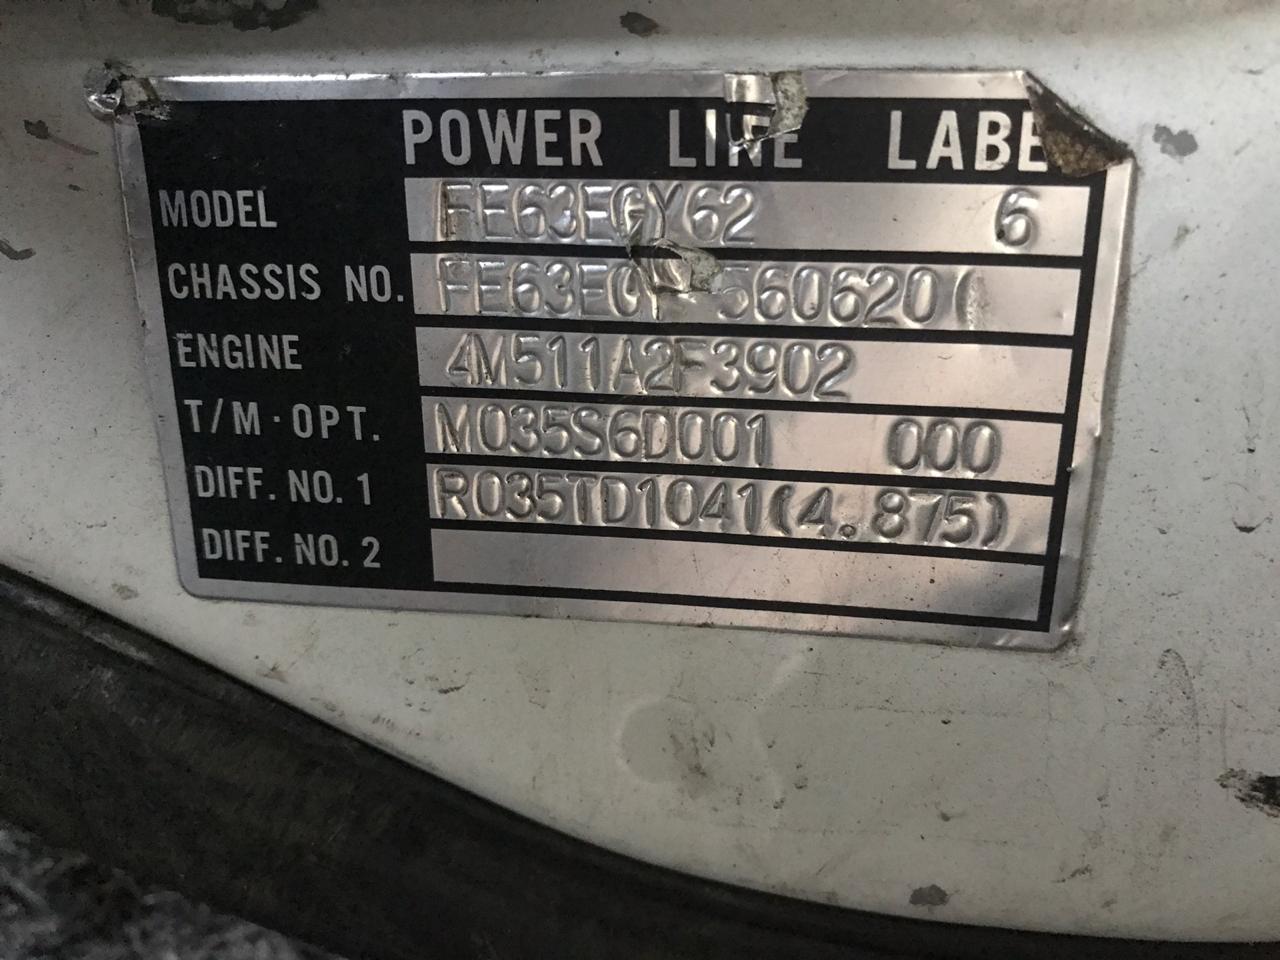 POWER LINE LABE
MODEL FE63EGY62 6
CHASSIS NO.
ENGINE 4M511A2F3902
T/M·OPT. M035S6D001 000
DIFF. NO. 1 R035TD1041(4.875)
DIFF. NO. 2